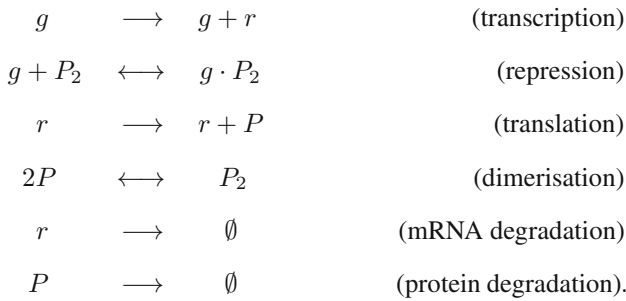 g ⟶ g + r (transcription)
g + P₂ ⟷ g · P₂ (repression)
r ⟶ r + P (translation)
2P ⟷ P₂ (dimerisation)
r ⟶ ∅ (mRNA degradation)
P ⟶ ∅ (protein degradation).